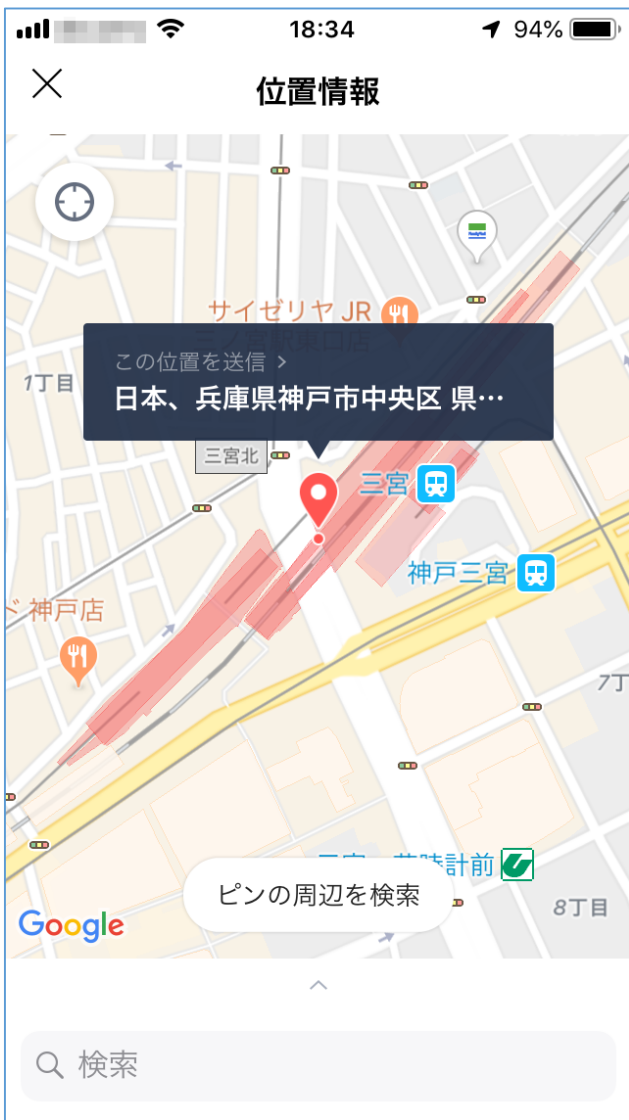 18:34
94%
位置情報
サイゼリヤ JR
この位置を送信 >
日本、兵庫県神戸市中央区 県…
1丁目
三宮北
三宮
神戸三宮
神戸店
7丁
計前
ピンの周辺を検索
8丁目
Google
検索